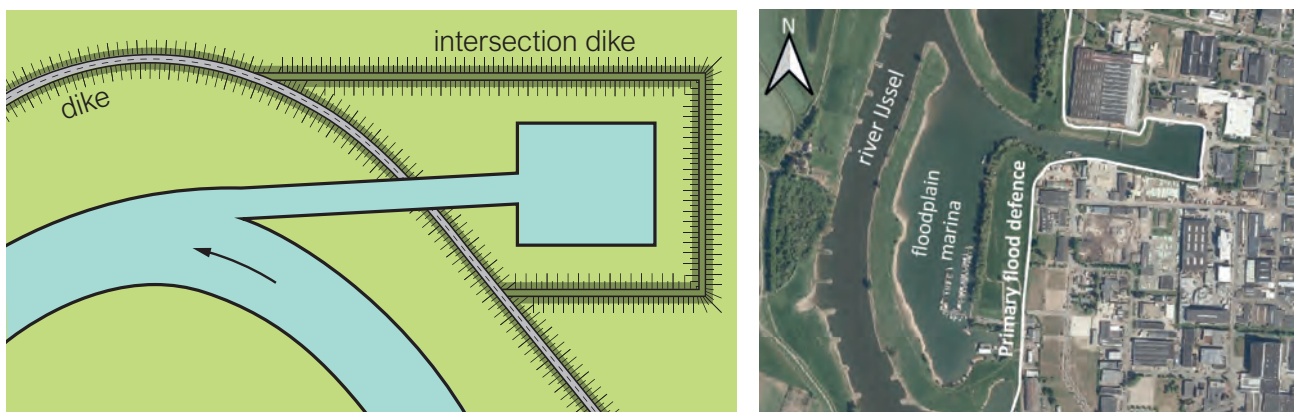 intersection dike
dike
N
river IJssel
floodplain
marina
Primary flood defence